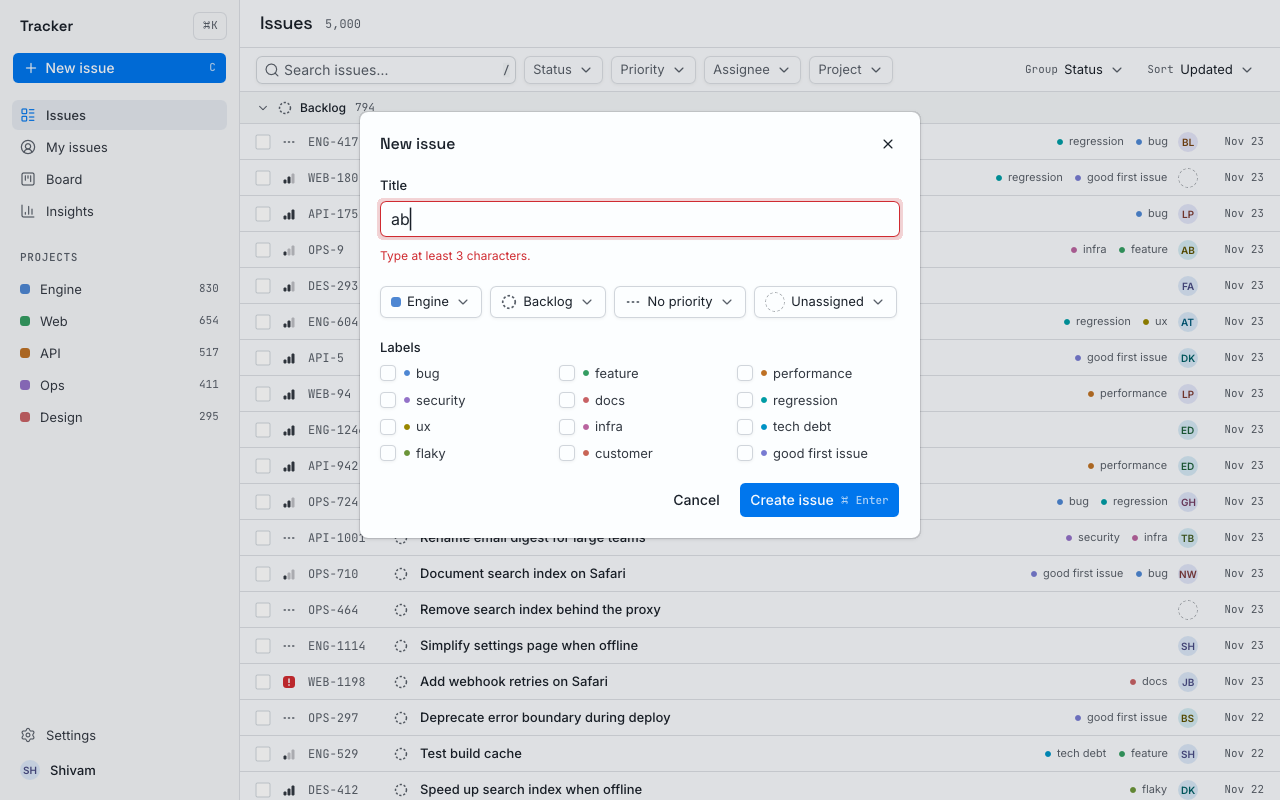 Tracker ⌘K
+ New issue C
Issues
My issues
Board
Insights
PROJECTS
Engine 830
Web 654
API 517
Ops 411
Design 295
Settings
SH Shivam
Issues 5,000
Search issues... /
Status
Priority
Assignee
Project
Group Status
Sort Updated
Backlog 794
ENG-417 regression bug BL Nov 23
WEB-180 regression good first issue Nov 23
API-175 bug LP Nov 23
OPS-9 infra feature AB Nov 23
DES-293 FA Nov 23
ENG-604 regression ux AT Nov 23
API-5 good first issue DK Nov 23
WEB-94 performance LP Nov 23
ENG-124 ED Nov 23
API-942 performance ED Nov 23
OPS-724 bug regression GH Nov 23
API-1001 Rename email digest for large teams security infra TB Nov 23
OPS-710 Document search index on Safari good first issue bug NW Nov 23
OPS-464 Remove search index behind the proxy Nov 23
ENG-1114 Simplify settings page when offline SH Nov 23
WEB-1198 Add webhook retries on Safari docs JB Nov 23
OPS-297 Deprecate error boundary during deploy good first issue BS Nov 22
ENG-529 Test build cache tech debt feature SH Nov 22
DES-412 Speed up search index when offline flaky DK Nov 22
New issue
Title
ab
Type at least 3 characters.
Engine Backlog No priority Unassigned
Labels
bug feature performance
security docs regression
ux infra tech debt
flaky customer good first issue
Cancel Create issue ⌘ Enter